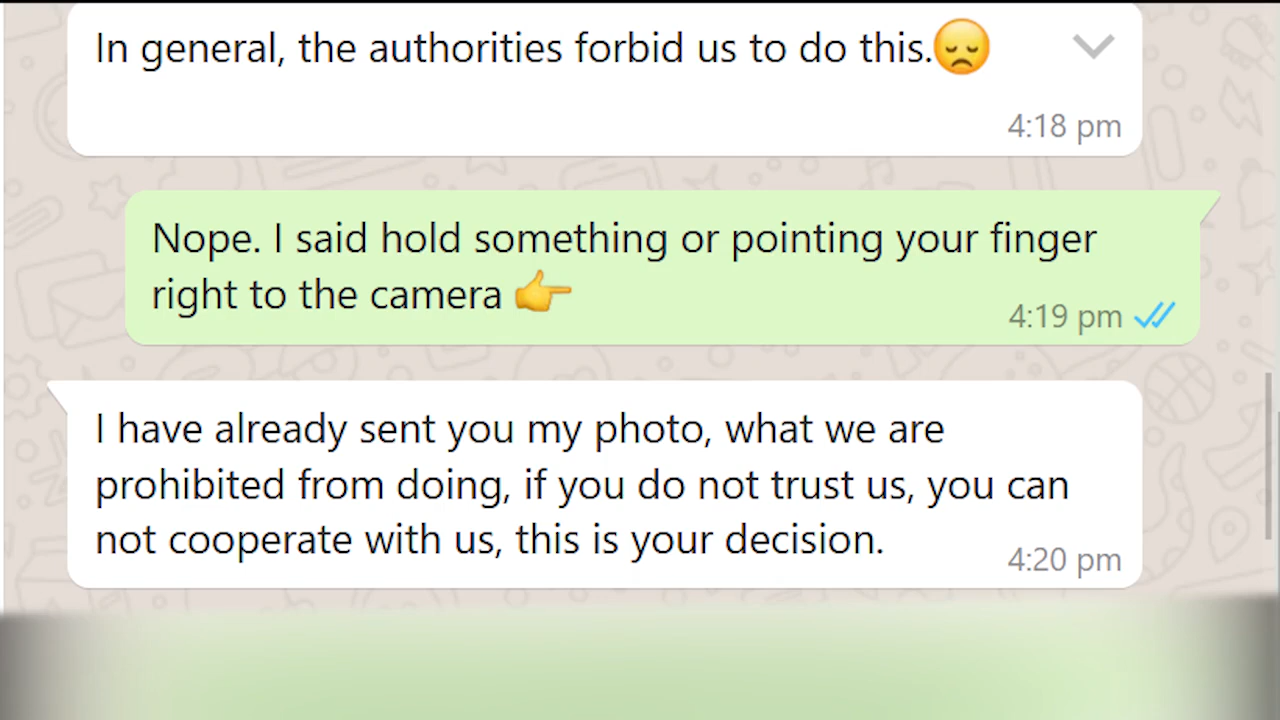 In general, the authorities forbid us to do this.😞
4:18 pm
Nope. I said hold something or pointing your finger
right to the camera 👉
4:19 pm
I have already sent you my photo, what we are
prohibited from doing, if you do not trust us, you can
not cooperate with us, this is your decision.
4:20 pm